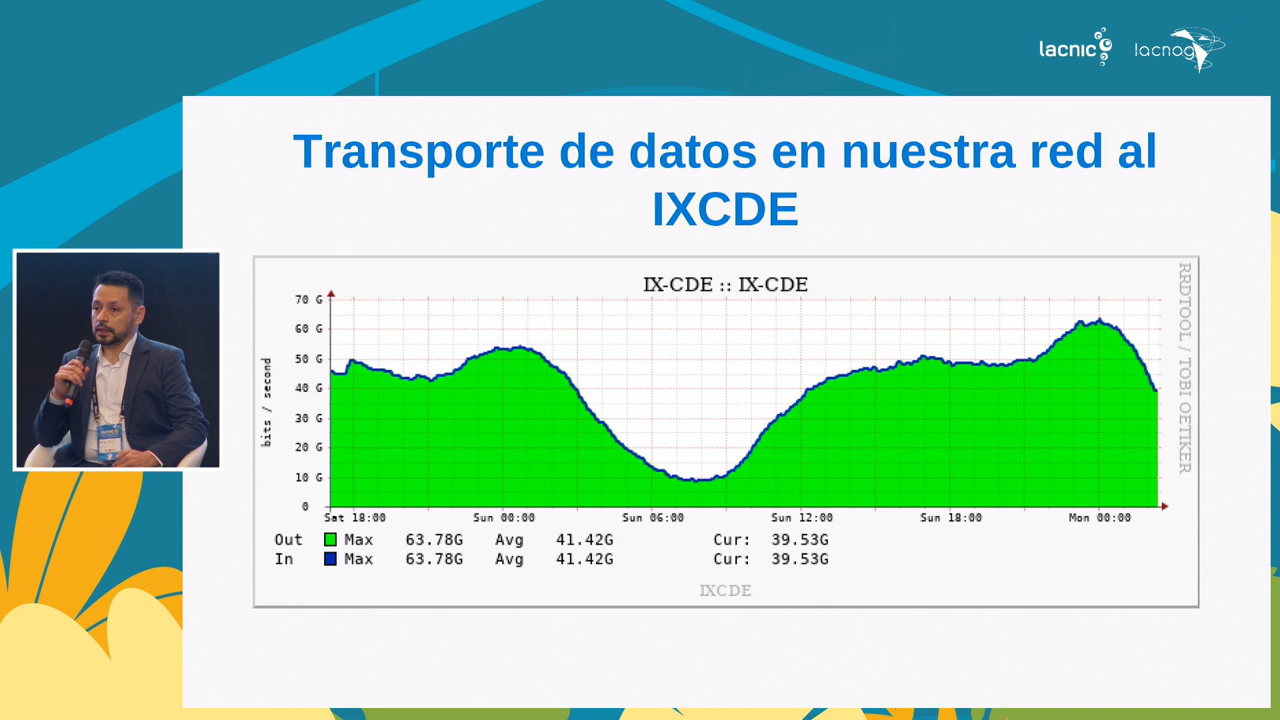 lacnic
lacnog
Transporte de datos en nuestra red al
IXCDE
IX-CDE :: IX-CDE
RRDTOOL / TOBI OETIKER
bits / second
70 G
60 G
50 G
40 G
30 G
20 G
10 G
0
Sat 18:00 Sun 00:00 Sun 06:00 Sun 12:00 Sun 18:00 Mon 00:00
Out Max 63.78G Avg 41.42G Cur: 39.53G
In Max 63.78G Avg 41.42G Cur: 39.53G
IXCDE